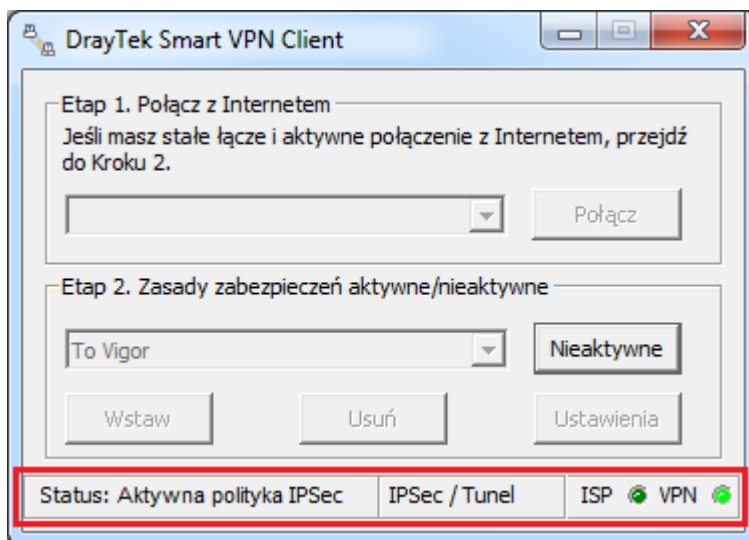 DrayTek Smart VPN Client
Etap 1. Połącz z Internetem
Jeśli masz stałe łącze i aktywne połączenie z Internetem, przejdź
do Kroku 2.
Połącz
Etap 2. Zasady zabezpieczeń aktywne/nieaktywne
To Vigor
Nieaktywne
Wstaw
Usuń
Ustawienia
Status: Aktywna polityka IPSec
IPSec / Tunel
ISP
VPN